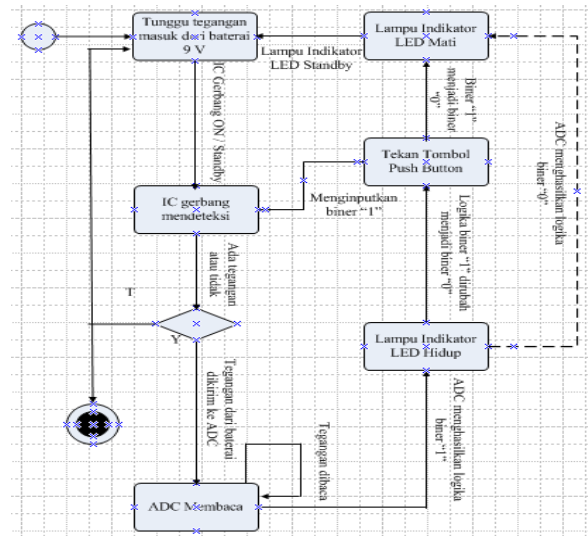 Tunggu tegangan
masuk dari baterai
9 V
Lampu Indikator
LED Mati
Lampu Indikator
LED Standby
IC Gerbang ON / Standby
Biner “1”
menjadi biner
“0”
ADC menghasilkan logika
biner “0”
Tekan Tombol
Push Button
IC gerbang
mendeteksi
Menginputkan
biner “1”
Logika biner “1” dirubah
menjadi biner “0”
Ada tegangan
atau tidak
T
Y
Lampu Indikator
LED Hidup
Tegangan dari baterai
dikirim ke ADC
Tegangan dibaca
ADC menghasilkan logika
biner “1”
ADC Membaca